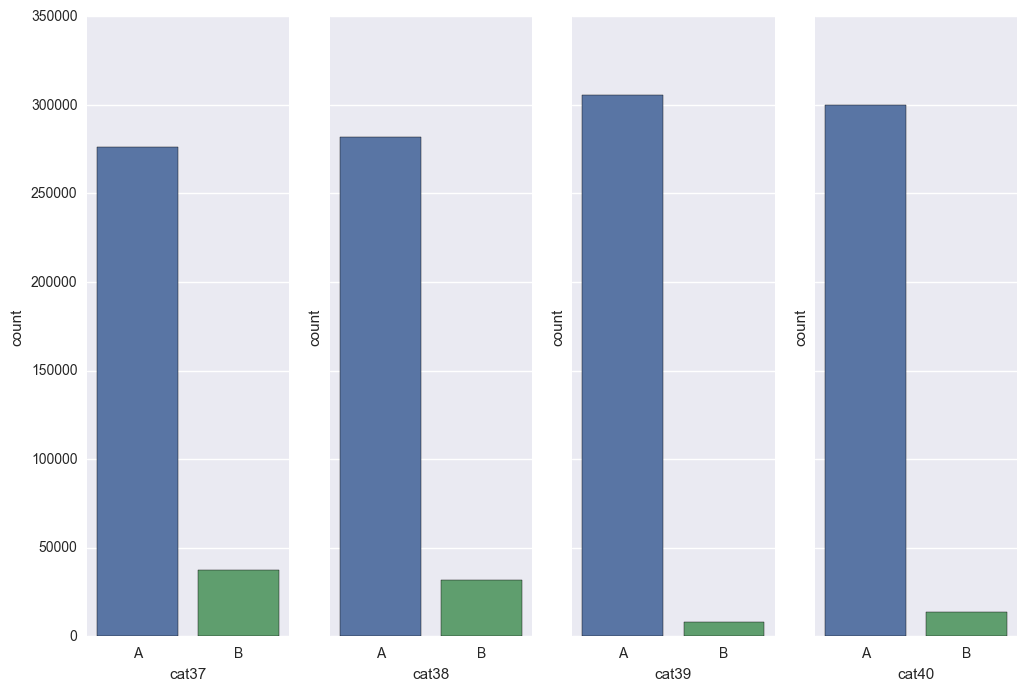 350000
300000
250000
200000
150000
100000
50000
0
count
count
count
count
A B
A B
A B
A B
cat37
cat38
cat39
cat40